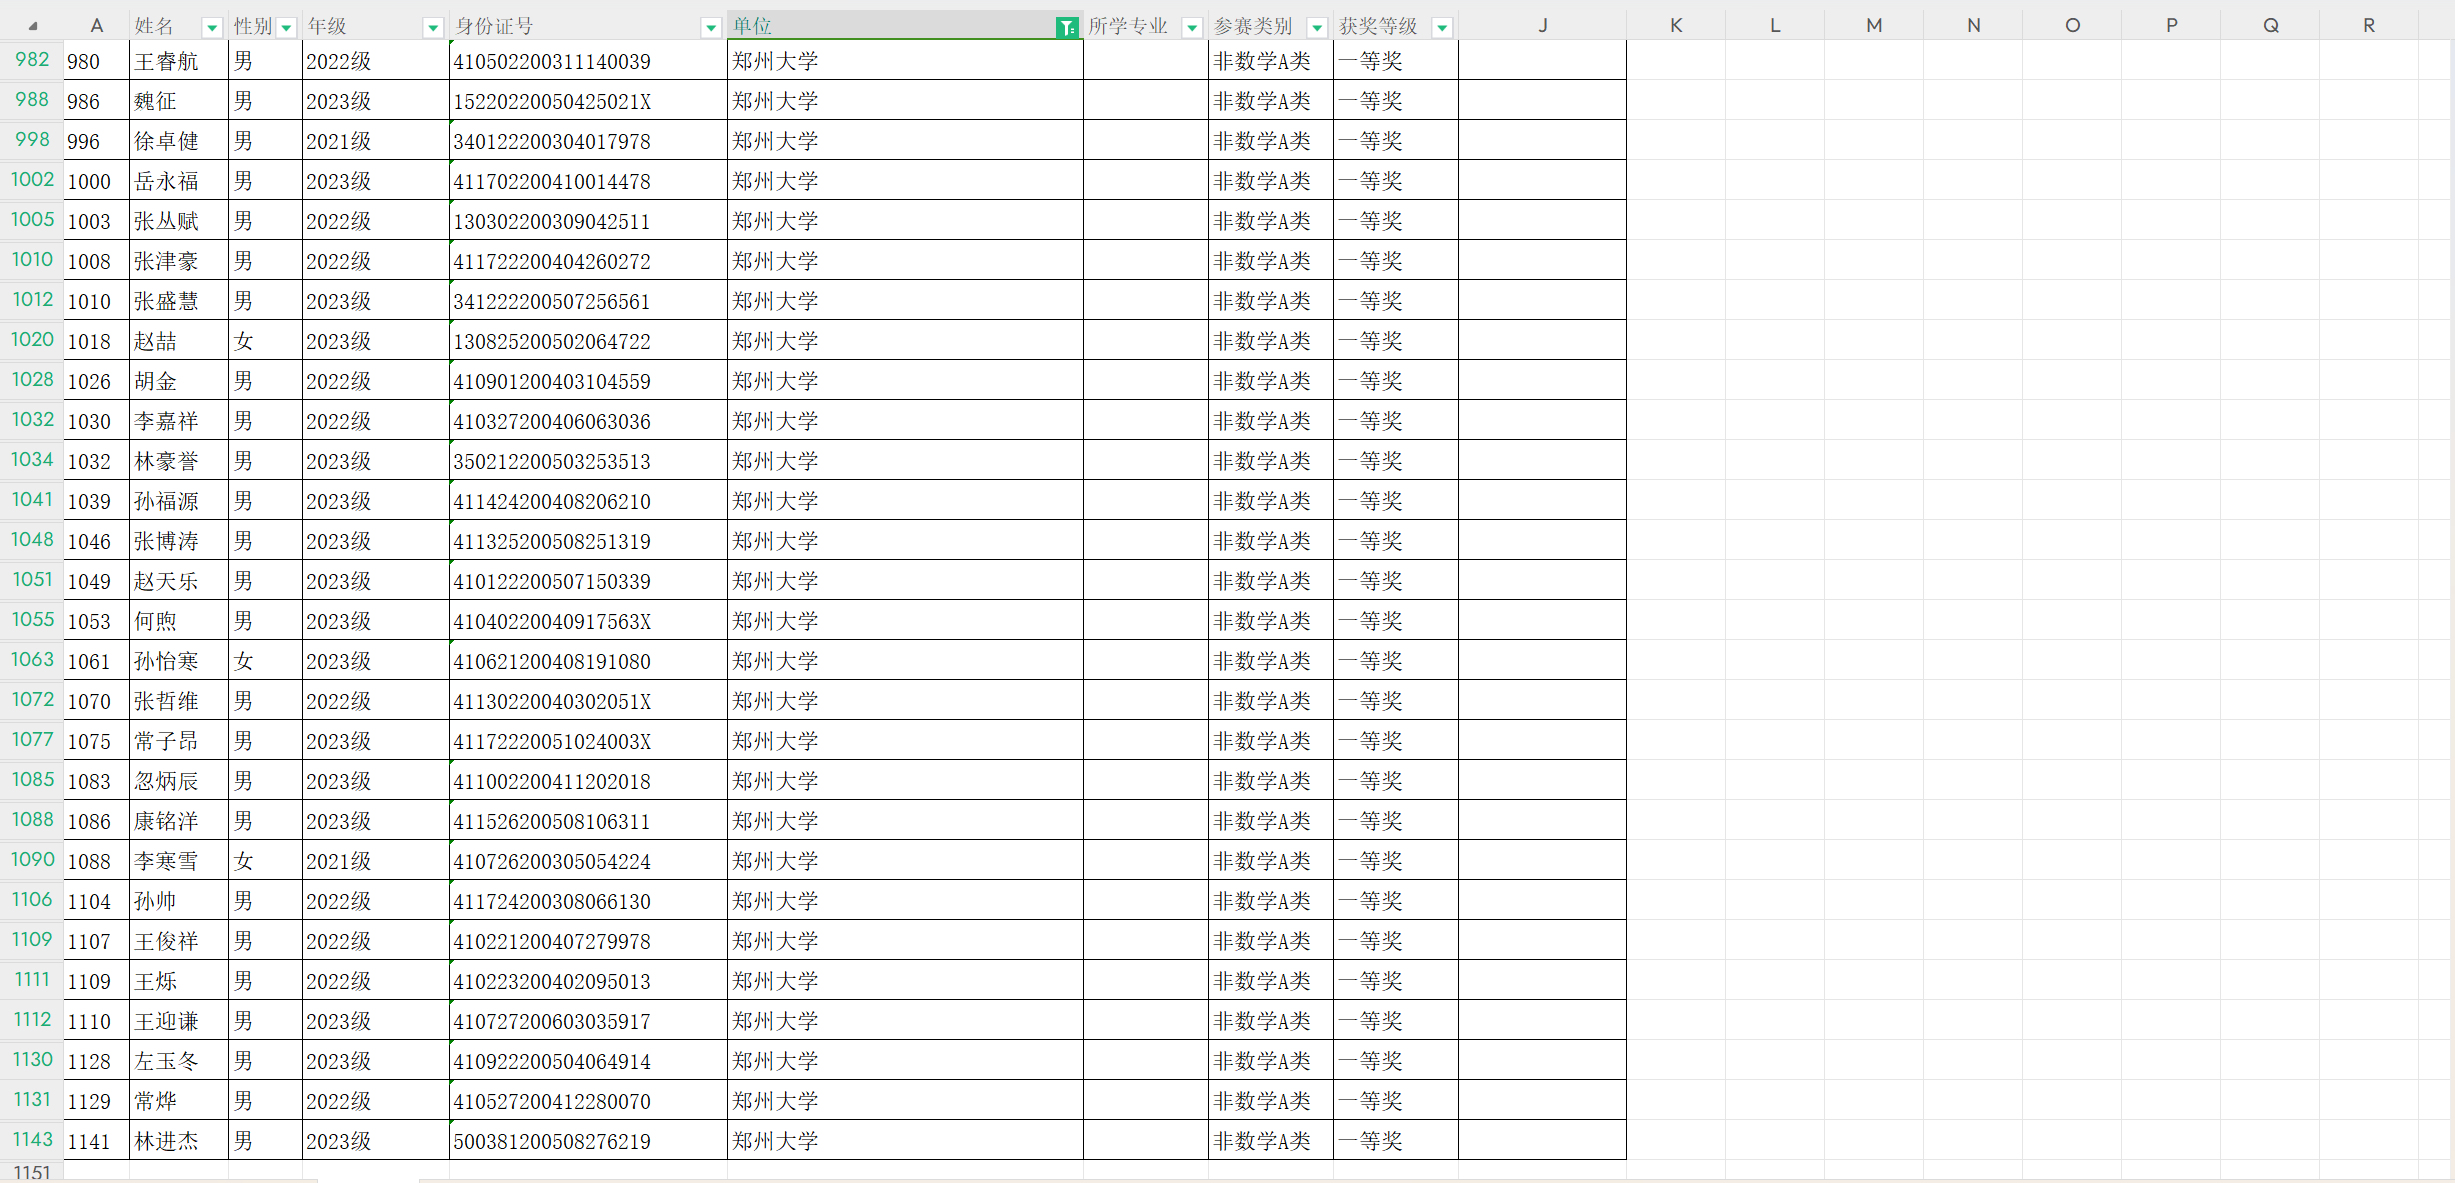 A 姓名 性别 年级 身份证号 单位 所学专业 参赛类别 获奖等级 J K L M N O P Q R
982 980 王睿航 男 2022级 410502200311140039 郑州大学 非数学A类 一等奖
988 986 魏征 男 2023级 15220220050425021X 郑州大学 非数学A类 一等奖
998 996 徐卓健 男 2021级 340122200304017978 郑州大学 非数学A类 一等奖
1002 1000 岳永福 男 2023级 411702200410014478 郑州大学 非数学A类 一等奖
1005 1003 张丛赋 男 2022级 130302200309042511 郑州大学 非数学A类 一等奖
1010 1008 张津豪 男 2022级 411722200404260272 郑州大学 非数学A类 一等奖
1012 1010 张盛慧 男 2023级 341222200507256561 郑州大学 非数学A类 一等奖
1020 1018 赵喆 女 2023级 130825200502064722 郑州大学 非数学A类 一等奖
1028 1026 胡金 男 2022级 410901200403104559 郑州大学 非数学A类 一等奖
1032 1030 李嘉祥 男 2022级 410327200406063036 郑州大学 非数学A类 一等奖
1034 1032 林豪誉 男 2023级 350212200503253513 郑州大学 非数学A类 一等奖
1041 1039 孙福源 男 2023级 411424200408206210 郑州大学 非数学A类 一等奖
1048 1046 张博涛 男 2023级 411325200508251319 郑州大学 非数学A类 一等奖
1051 1049 赵天乐 男 2023级 410122200507150339 郑州大学 非数学A类 一等奖
1055 1053 何煦 男 2023级 41040220040917563X 郑州大学 非数学A类 一等奖
1063 1061 孙怡寒 女 2023级 410621200408191080 郑州大学 非数学A类 一等奖
1072 1070 张哲维 男 2022级 41130220040302051X 郑州大学 非数学A类 一等奖
1077 1075 常子昂 男 2023级 41172220051024003X 郑州大学 非数学A类 一等奖
1085 1083 忽炳辰 男 2023级 411002200411202018 郑州大学 非数学A类 一等奖
1088 1086 康铭洋 男 2023级 411526200508106311 郑州大学 非数学A类 一等奖
1090 1088 李寒雪 女 2021级 410726200305054224 郑州大学 非数学A类 一等奖
1106 1104 孙帅 男 2022级 411724200308066130 郑州大学 非数学A类 一等奖
1109 1107 王俊祥 男 2022级 410221200407279978 郑州大学 非数学A类 一等奖
1111 1109 王烁 男 2022级 410223200402095013 郑州大学 非数学A类 一等奖
1112 1110 王迎谦 男 2023级 410727200603035917 郑州大学 非数学A类 一等奖
1130 1128 左玉冬 男 2023级 410922200504064914 郑州大学 非数学A类 一等奖
1131 1129 常烨 男 2022级 410527200412280070 郑州大学 非数学A类 一等奖
1143 1141 林进杰 男 2023级 500381200508276219 郑州大学 非数学A类 一等奖
1151